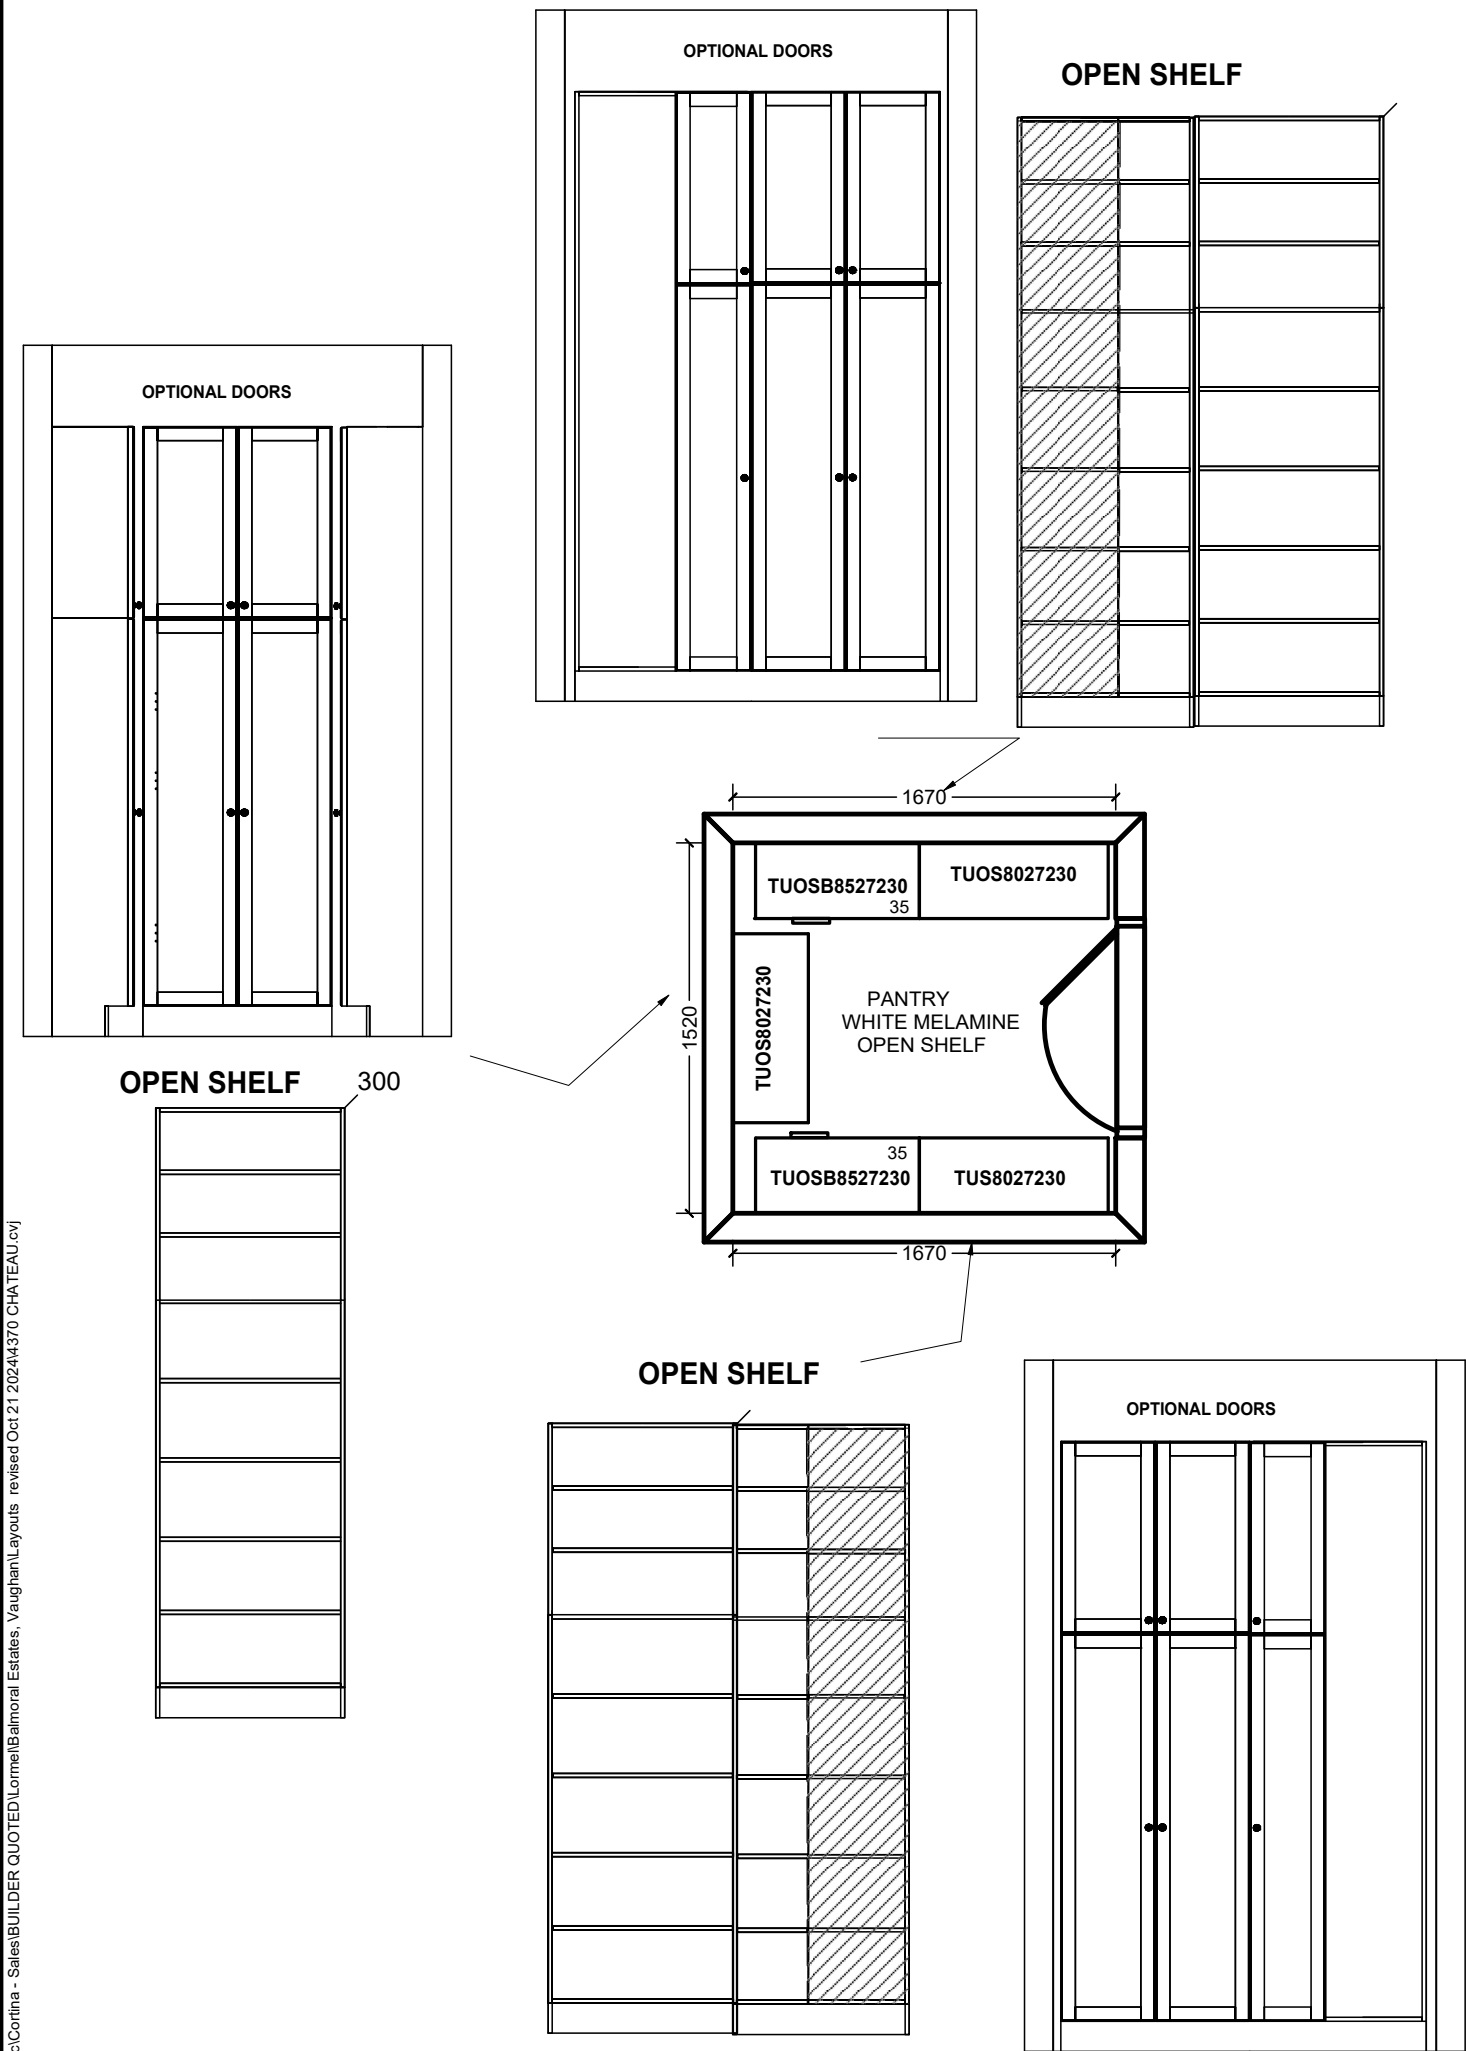 OPTIONAL DOORS
OPEN SHELF
OPTIONAL DOORS
1670
TUOSB8527230
35
TUOS8027230
1520
TUOS8027230
PANTRY
WHITE MELAMINE
OPEN SHELF
35
TUOSB8527230
TUS8027230
1670
OPEN SHELF
300
OPEN SHELF
OPTIONAL DOORS
c\Cortina - Sales\BUILDER QUOTED\Lormel\Balmoral Estates, Vaughan\Layouts revised Oct 21 2024\4370 CHATEAU.cvj